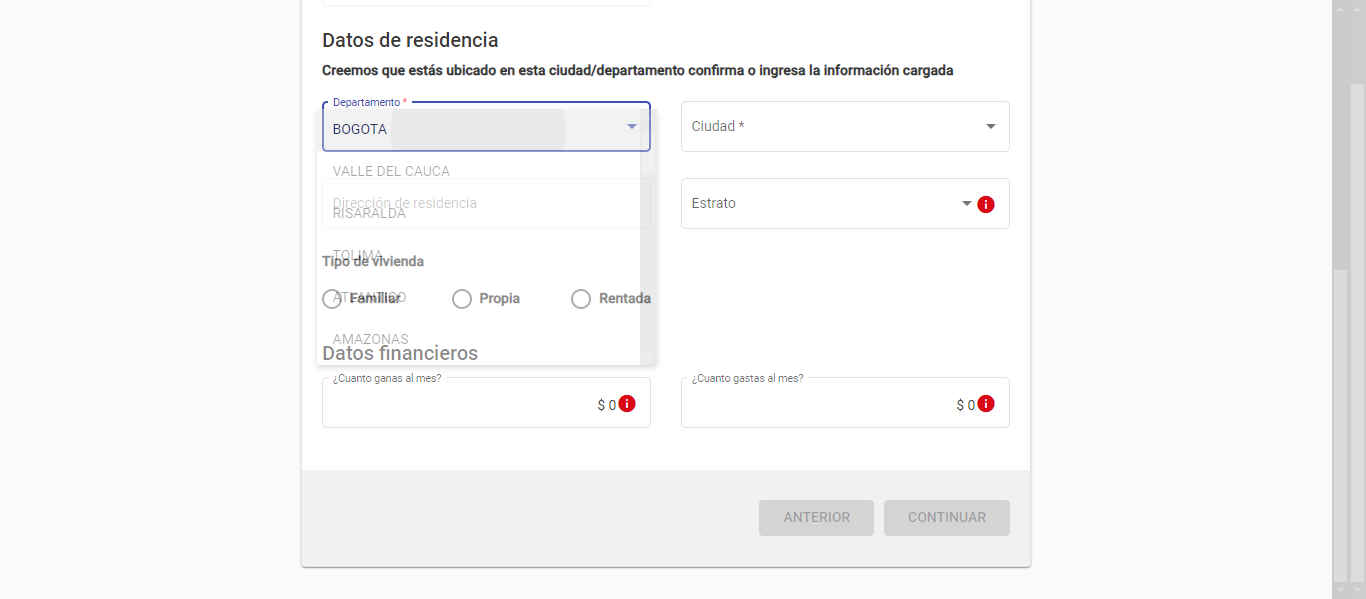 Datos de residencia
Creemos que estás ubicado en esta ciudad/departamento confirma o ingresa la información cargada
Departamento *
BOGOTA
Ciudad *
VALLE DEL CAUCA
Dirección de residencia
Estrato
RISARALDA
TOLIMA
Tipo de vivienda
ATLANTICO
Familiar Propia Rentada
AMAZONAS
Datos financieros
¿Cuanto ganas al mes? ¿Cuanto gastas al mes?
$ 0 $ 0
ANTERIOR CONTINUAR